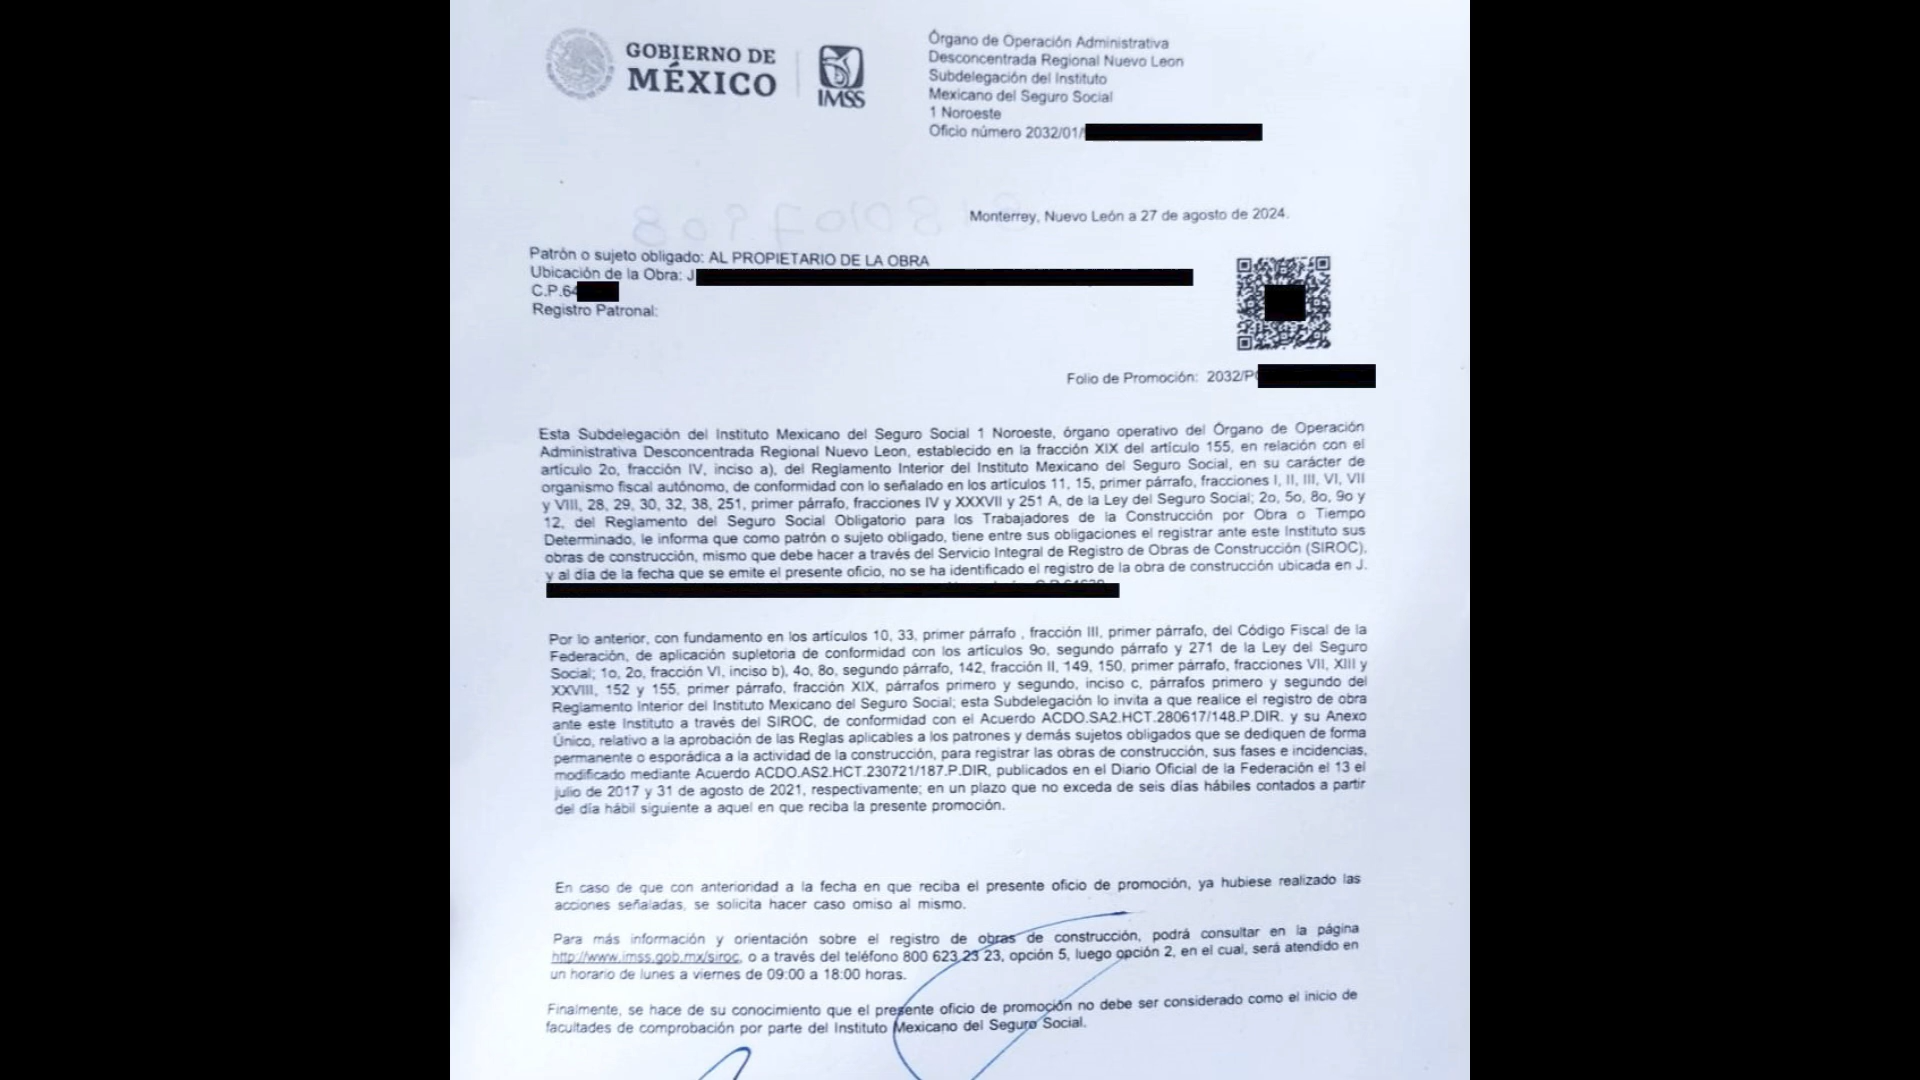 GOBIERNO DE
MÉXICO
IMSS
Órgano de Operación Administrativa
Desconcentrada Regional Nuevo Leon
Subdelegación del Instituto
Mexicano del Seguro Social
1 Noroeste
Oficio número 2032/01/
Monterrey, Nuevo León a 27 de agosto de 2024.
Patrón o sujeto obligado: AL PROPIETARIO DE LA OBRA
Ubicación de la Obra: J
C.P.64
Registro Patronal:
Folio de Promoción: 2032/P
Esta Subdelegación del Instituto Mexicano del Seguro Social 1 Noroeste, órgano operativo del Órgano de Operación
Administrativa Desconcentrada Regional Nuevo Leon, establecido en la fracción XIX del artículo 155, en relación con el
artículo 2o, fracción IV, inciso a), del Reglamento Interior del Instituto Mexicano del Seguro Social, en su carácter de
organismo fiscal autónomo, de conformidad con lo señalado en los artículos 11, 15, primer párrafo, fracciones I, II, III, VI, VII
y VIII, 28, 29, 30, 32, 38, 251, primer párrafo, fracciones IV y XXXVII y 251 A, de la Ley del Seguro Social; 2o, 5o, 8o, 9o y
12, del Reglamento del Seguro Social Obligatorio para los Trabajadores de la Construcción por Obra o Tiempo
Determinado, le informa que como patrón o sujeto obligado, tiene entre sus obligaciones el registrar ante este Instituto sus
obras de construcción, mismo que debe hacer a través del Servicio Integral de Registro de Obras de Construcción (SIROC),
y al día de la fecha que se emite el presente oficio, no se ha identificado el registro de la obra de construcción ubicada en J.
Por lo anterior, con fundamento en los artículos 10, 33, primer párrafo , fracción III, primer párrafo, del Código Fiscal de la
Federación, de aplicación supletoria de conformidad con los artículos 9o, segundo párrafo y 271 de la Ley del Seguro
Social; 1o, 2o, fracción VI, inciso b), 4o, 8o, segundo párrafo, 142, fracción II, 149, 150, primer párrafo, fracciones VII, XIII y
XXVIII, 152 y 155, primer párrafo, fracción XIX, párrafos primero y segundo, inciso c, párrafos primero y segundo del
Reglamento Interior del Instituto Mexicano del Seguro Social; esta Subdelegación lo invita a que realice el registro de obra
ante este Instituto a través del SIROC, de conformidad con el Acuerdo ACDO.SA2.HCT.280617/148.P.DIR. y su Anexo
Único, relativo a la aprobación de las Reglas aplicables a los patrones y demás sujetos obligados que se dediquen de forma
permanente o esporádica a la actividad de la construcción, para registrar las obras de construcción, sus fases e incidencias,
modificado mediante Acuerdo ACDO.AS2.HCT.230721/187.P.DIR, publicados en el Diario Oficial de la Federación el 13 el
julio de 2017 y 31 de agosto de 2021, respectivamente; en un plazo que no exceda de seis días hábiles contados a partir
del día hábil siguiente a aquel en que reciba la presente promoción.
En caso de que con anterioridad a la fecha en que reciba el presente oficio de promoción, ya hubiese realizado las
acciones señaladas, se solicita hacer caso omiso al mismo.
Para más información y orientación sobre el registro de obras de construcción, podrá consultar en la página
http://www.imss.gob.mx/siroc, o a través del teléfono 800 623 23 23, opción 5, luego opción 2, en el cual, será atendido en
un horario de lunes a viernes de 09:00 a 18:00 horas.
Finalmente, se hace de su conocimiento que el presente oficio de promoción no debe ser considerado como el inicio de
facultades de comprobación por parte del Instituto Mexicano del Seguro Social.